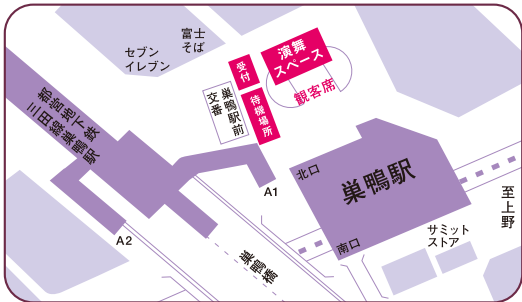 富士
そば
セブン
イレブン
演舞
スペース
受付
観客席
待機場所
巣鴨駅前
交番
都営地下鉄
三田線巣鴨駅
北口
巣鴨駅
A1
至上野
サミット
ストア
南口
A2
巣鴨橋